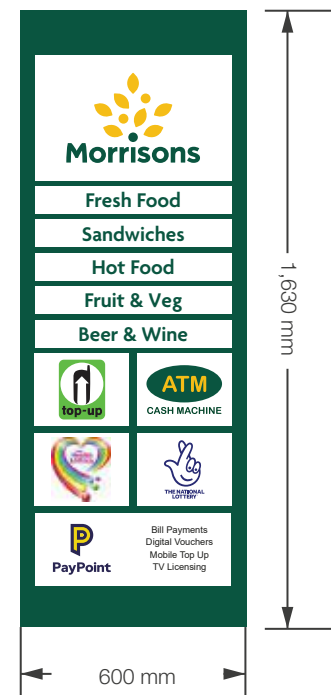 Morrisons
Fresh Food
Sandwiches
Hot Food
Fruit & Veg
Beer & Wine
top-up
ATM
CASH MACHINE
THE NATIONAL
LOTTERY
PayPoint
Bill Payments
Digital Vouchers
Mobile Top Up
TV Licensing
1,630 mm
600 mm